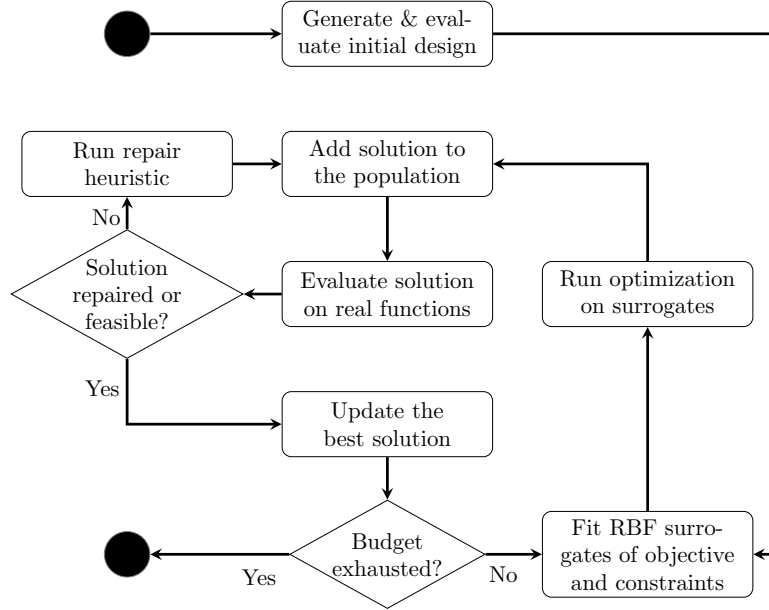 Generate & eval-
uate initial design
Run repair
heuristic
Add solution to
the population
No
Solution
repaired or
feasible?
Evaluate solution
on real functions
Run optimization
on surrogates
Yes
Update the
best solution
Budget
exhausted?
Yes
No
Fit RBF surro-
gates of objective
and constraints